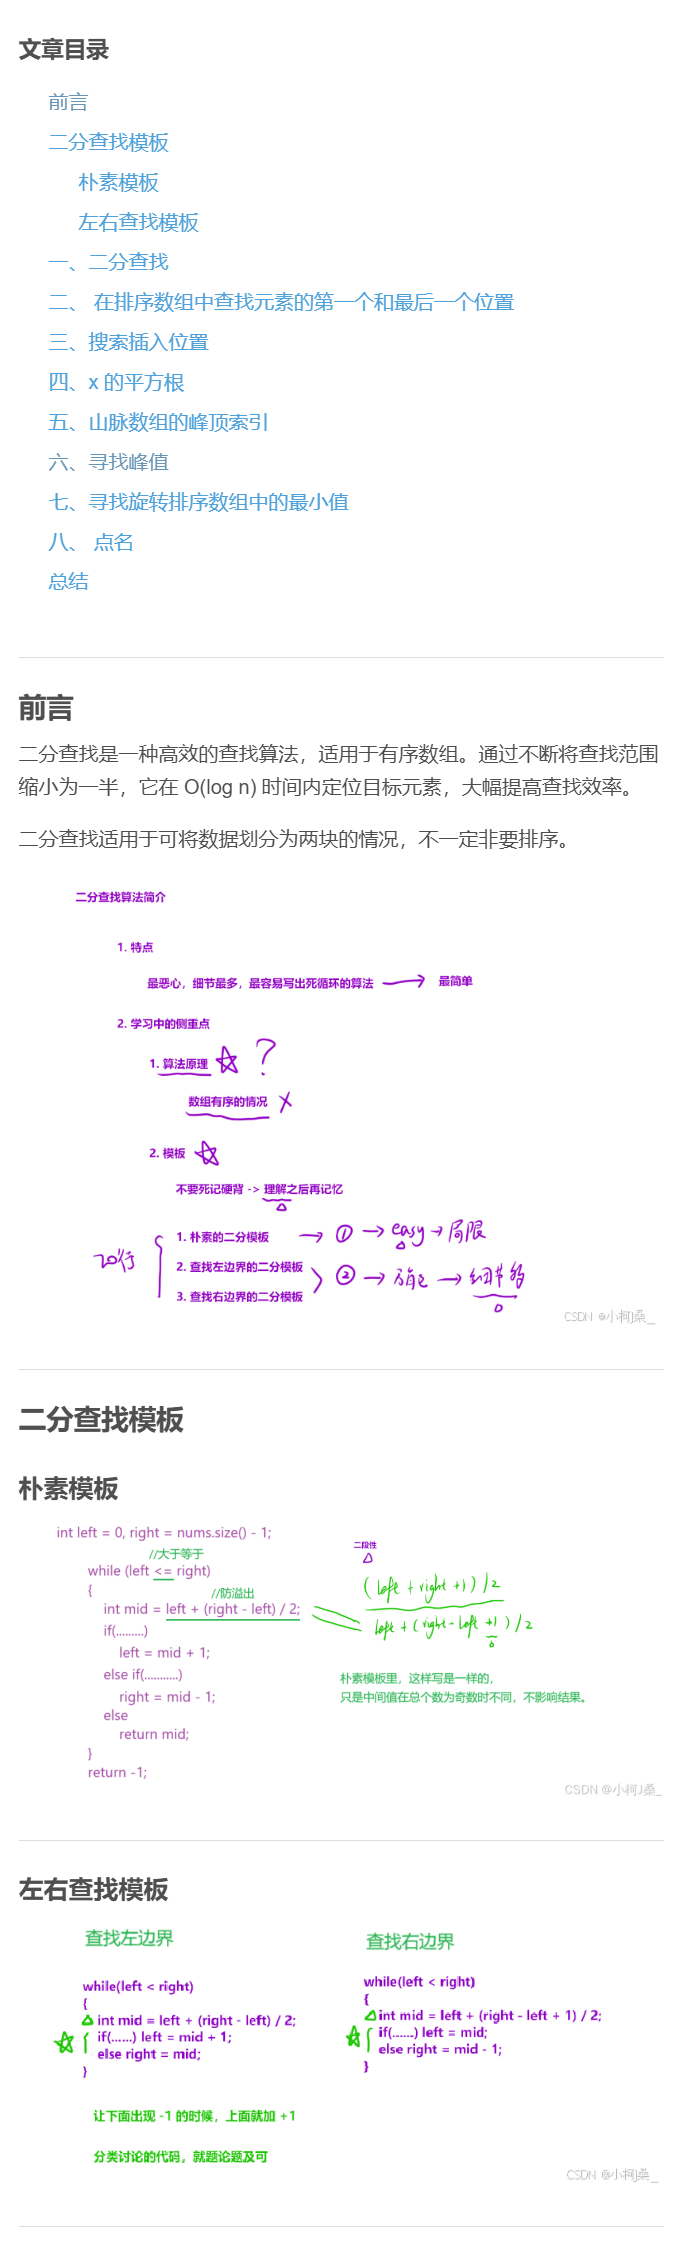 文章目录
前言
二分查找模板
朴素模板
左右查找模板
一、二分查找
二、 在排序数组中查找元素的第一个和最后一个位置
三、搜索插入位置
四、x 的平方根
五、山脉数组的峰顶索引
六、寻找峰值
七、寻找旋转排序数组中的最小值
八、 点名
总结
前言
二分查找是一种高效的查找算法，适用于有序数组。通过不断将查找范围
缩小为一半，它在 O(log n) 时间内定位目标元素，大幅提高查找效率。
二分查找适用于可将数据划分为两块的情况，不一定非要排序。
二分查找算法简介
1. 特点
最恶心，细节最多，最容易写出死循环的算法 → 最简单
2. 学习中的侧重点
1. 算法原理 ?
数组有序的情况 ×
2. 模板
不要死记硬背 -> 理解之后再记忆
1. 朴素的二分模板 → ① → easy → 局限
20行 2. 查找左边界的二分模板 ② → 万能 → 细节多
3. 查找右边界的二分模板
CSDN @小柯J桑_
二分查找模板
朴素模板
int left = 0, right = nums.size() - 1;
//大于等于
while (left <= right)
{
//防溢出
int mid = left + (right - left) / 2;
if(.........)
left = mid + 1;
else if(...........)
right = mid - 1;
else
return mid;
}
return -1;
二段性
(left + right +1) / 2
left + (right - left +1) / 2
朴素模板里，这样写是一样的，
只是中间值在总个数为奇数时不同，不影响结果。
CSDN @小柯J桑_
左右查找模板
查找左边界
while(left < right)
{
int mid = left + (right - left) / 2;
if(......) left = mid + 1;
else right = mid;
}
查找右边界
while(left < right)
{
int mid = left + (right - left + 1) / 2;
if(.......) left = mid;
else right = mid - 1;
}
让下面出现 -1 的时候，上面就加 +1
分类讨论的代码，就题论题及可
CSDN @小柯J桑_